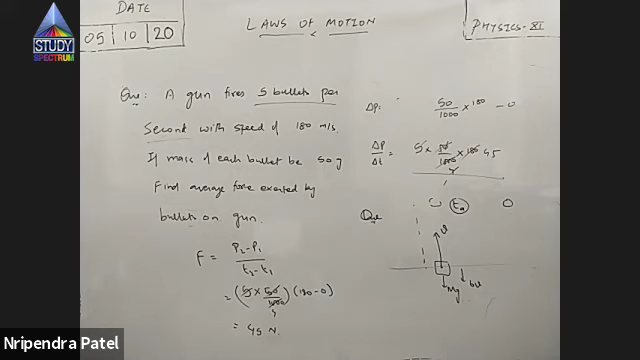 STUDY
SPECTRUM
DATE
05 10 20
LAWS OF MOTION
PHYSICS-XI
Que: A gun fires 5 bullets per
Second with speed of 180 m/s.
If mass of each bullet be 50 g
Find average force exerted by
bullets on gun.
F = P2-P1 / t2-t1
= (5 × 50/1000) (180-0)
= 45 N.
ΔP: 50/1000 × 180 - 0
ΔP/Δt = 5 × 50/1000 × 180 45
Que
u
Mg
Nripendra Patel